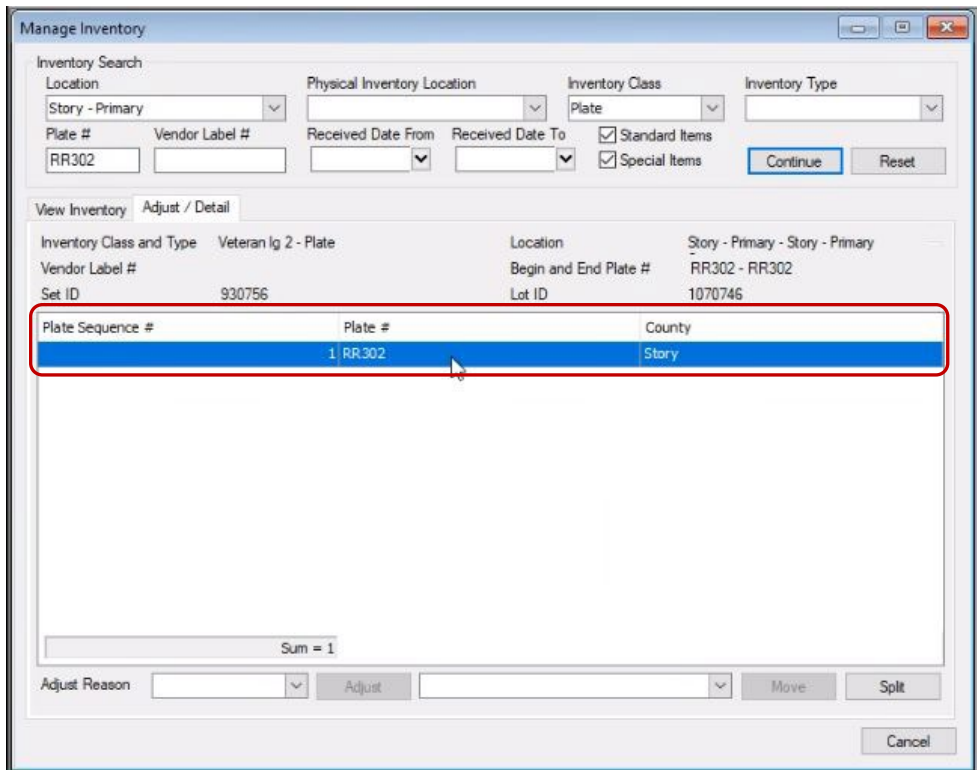 Manage Inventory
Inventory Search
Location Physical Inventory Location Inventory Class Inventory Type
Story - Primary Plate
Plate # Vendor Label # Received Date From Received Date To Standard Items
RR302 Special Items Continue Reset
View Inventory Adjust / Detail
Inventory Class and Type Veteran lg 2 - Plate Location Story - Primary - Story - Primary
Vendor Label # Begin and End Plate # RR302 - RR302
Set ID 930756 Lot ID 1070746
Plate Sequence # Plate # County
1 RR302 Story
Sum = 1
Adjust Reason Adjust Move Split
Cancel